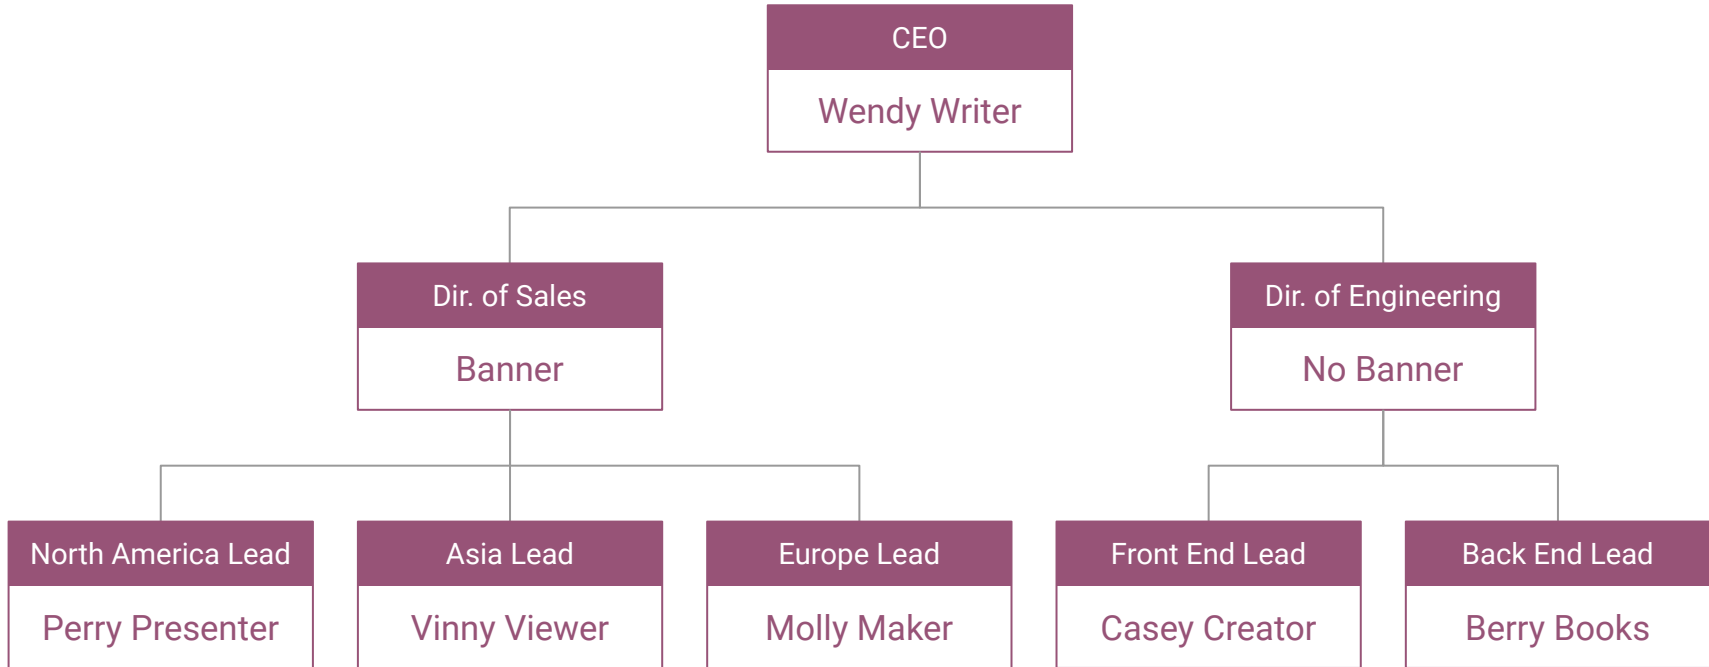 CEO
Wendy Writer
Dir. of Sales
Banner
Dir. of Engineering
No Banner
North America Lead
Perry Presenter
Asia Lead
Vinny Viewer
Europe Lead
Molly Maker
Front End Lead
Casey Creator
Back End Lead
Berry Books